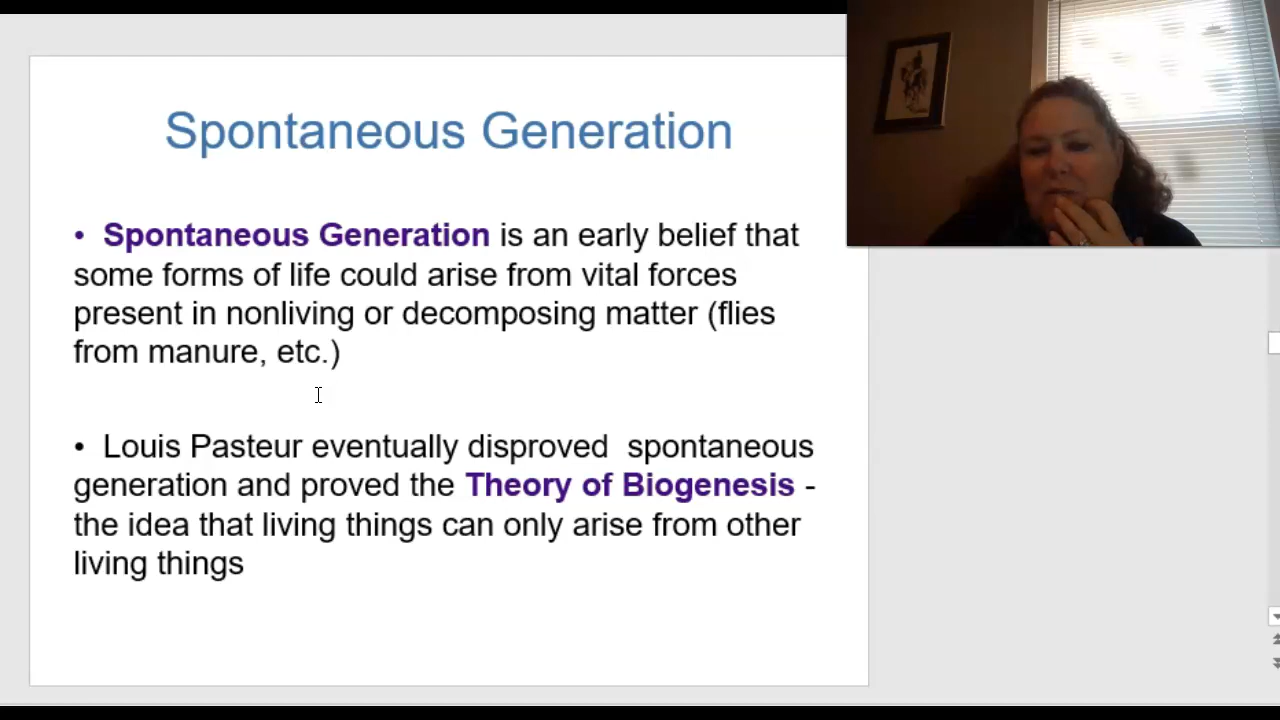 Spontaneous Generation
• Spontaneous Generation is an early belief that
some forms of life could arise from vital forces
present in nonliving or decomposing matter (flies
from manure, etc.)
• Louis Pasteur eventually disproved  spontaneous
generation and proved the Theory of Biogenesis -
the idea that living things can only arise from other
living things